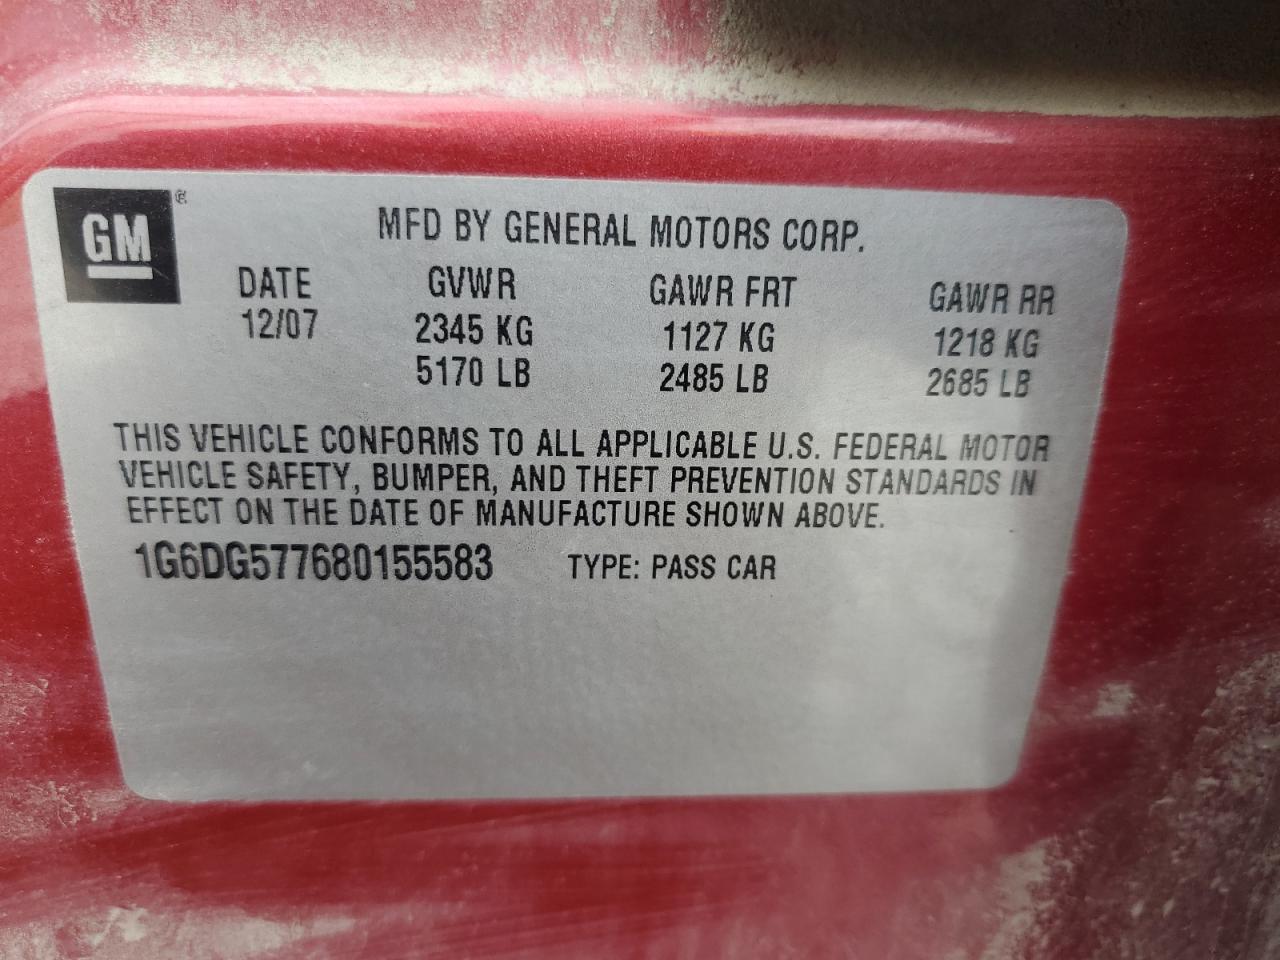 GM ®
MFD BY GENERAL MOTORS CORP.
DATE GVWR GAWR FRT GAWR RR
12/07 2345 KG 1127 KG 1218 KG
5170 LB 2485 LB 2685 LB
THIS VEHICLE CONFORMS TO ALL APPLICABLE U.S. FEDERAL MOTOR
VEHICLE SAFETY, BUMPER, AND THEFT PREVENTION STANDARDS IN
EFFECT ON THE DATE OF MANUFACTURE SHOWN ABOVE.
1G6DG577680155583 TYPE: PASS CAR